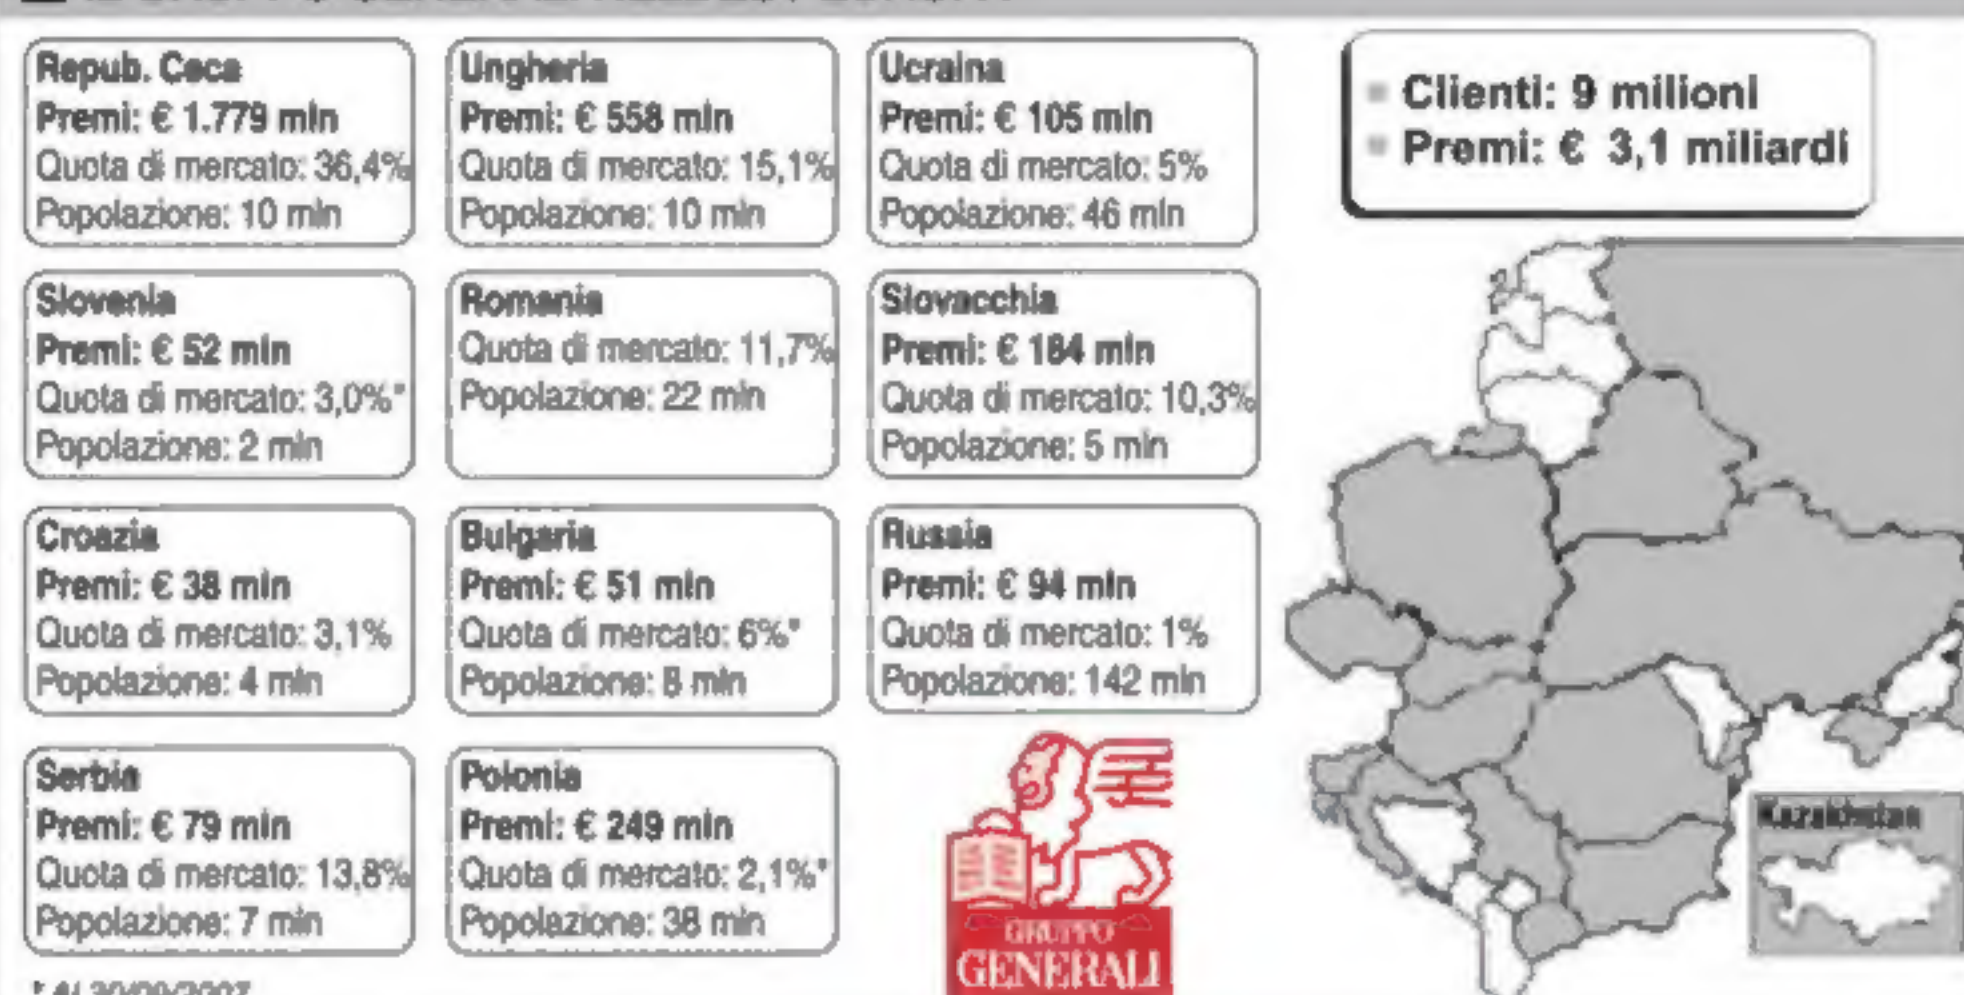 Repub. Ceca
Premi: € 1.779 mln
Quota di mercato: 36,4%
Popolazione: 10 mln
Ungheria
Premi: € 558 mln
Quota di mercato: 15,1%
Popolazione: 10 mln
Ucraina
Premi: € 105 mln
Quota di mercato: 5%
Popolazione: 46 mln
Clienti: 9 milioni
Premi: € 3,1 miliardi
Slovenia
Premi: € 52 mln
Quota di mercato: 3,0%*
Popolazione: 2 mln
Romania
Quota di mercato: 11,7%
Popolazione: 22 mln
Slovacchia
Premi: € 184 mln
Quota di mercato: 10,3%
Popolazione: 5 mln
Croazia
Premi: € 38 mln
Quota di mercato: 3,1%
Popolazione: 4 mln
Bulgaria
Premi: € 51 mln
Quota di mercato: 6%*
Popolazione: 8 mln
Russia
Premi: € 94 mln
Quota di mercato: 1%
Popolazione: 142 mln
Serbia
Premi: € 79 mln
Quota di mercato: 13,8%
Popolazione: 7 mln
Polonia
Premi: € 249 mln
Quota di mercato: 2,1%*
Popolazione: 38 mln
Kazakhstan
GRUPPO
GENERALI
* Al 30/09/2007